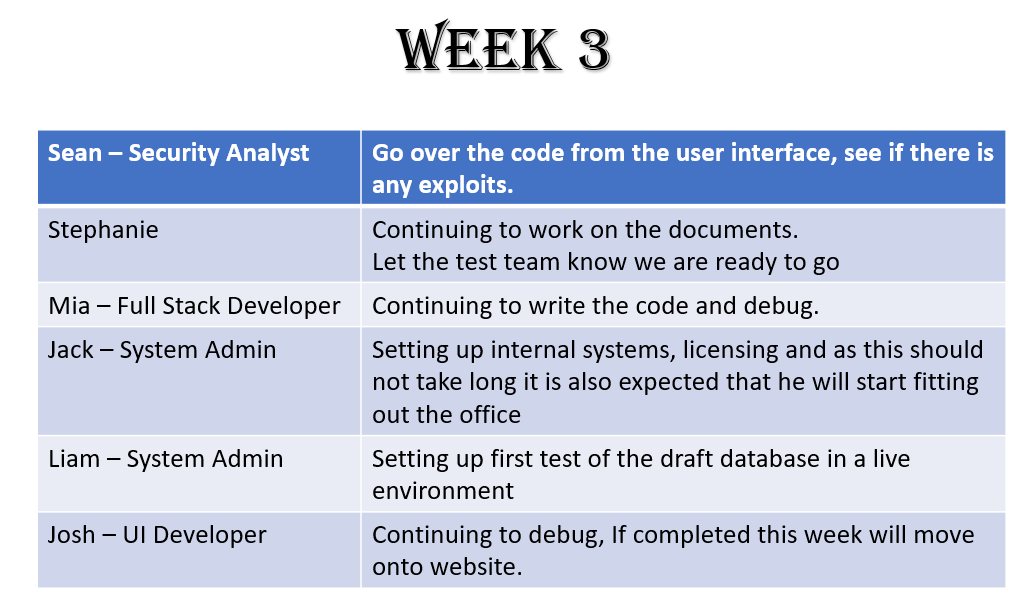 WEEK 3
Sean – Security Analyst
Go over the code from the user interface, see if there is
any exploits.
Stephanie
Continuing to work on the documents.
Let the test team know we are ready to go
Mia – Full Stack Developer
Continuing to write the code and debug.
Jack – System Admin
Setting up internal systems, licensing and as this should
not take long it is also expected that he will start fitting
out the office
Liam – System Admin
Setting up first test of the draft database in a live
environment
Josh – UI Developer
Continuing to debug, If completed this week will move
onto website.